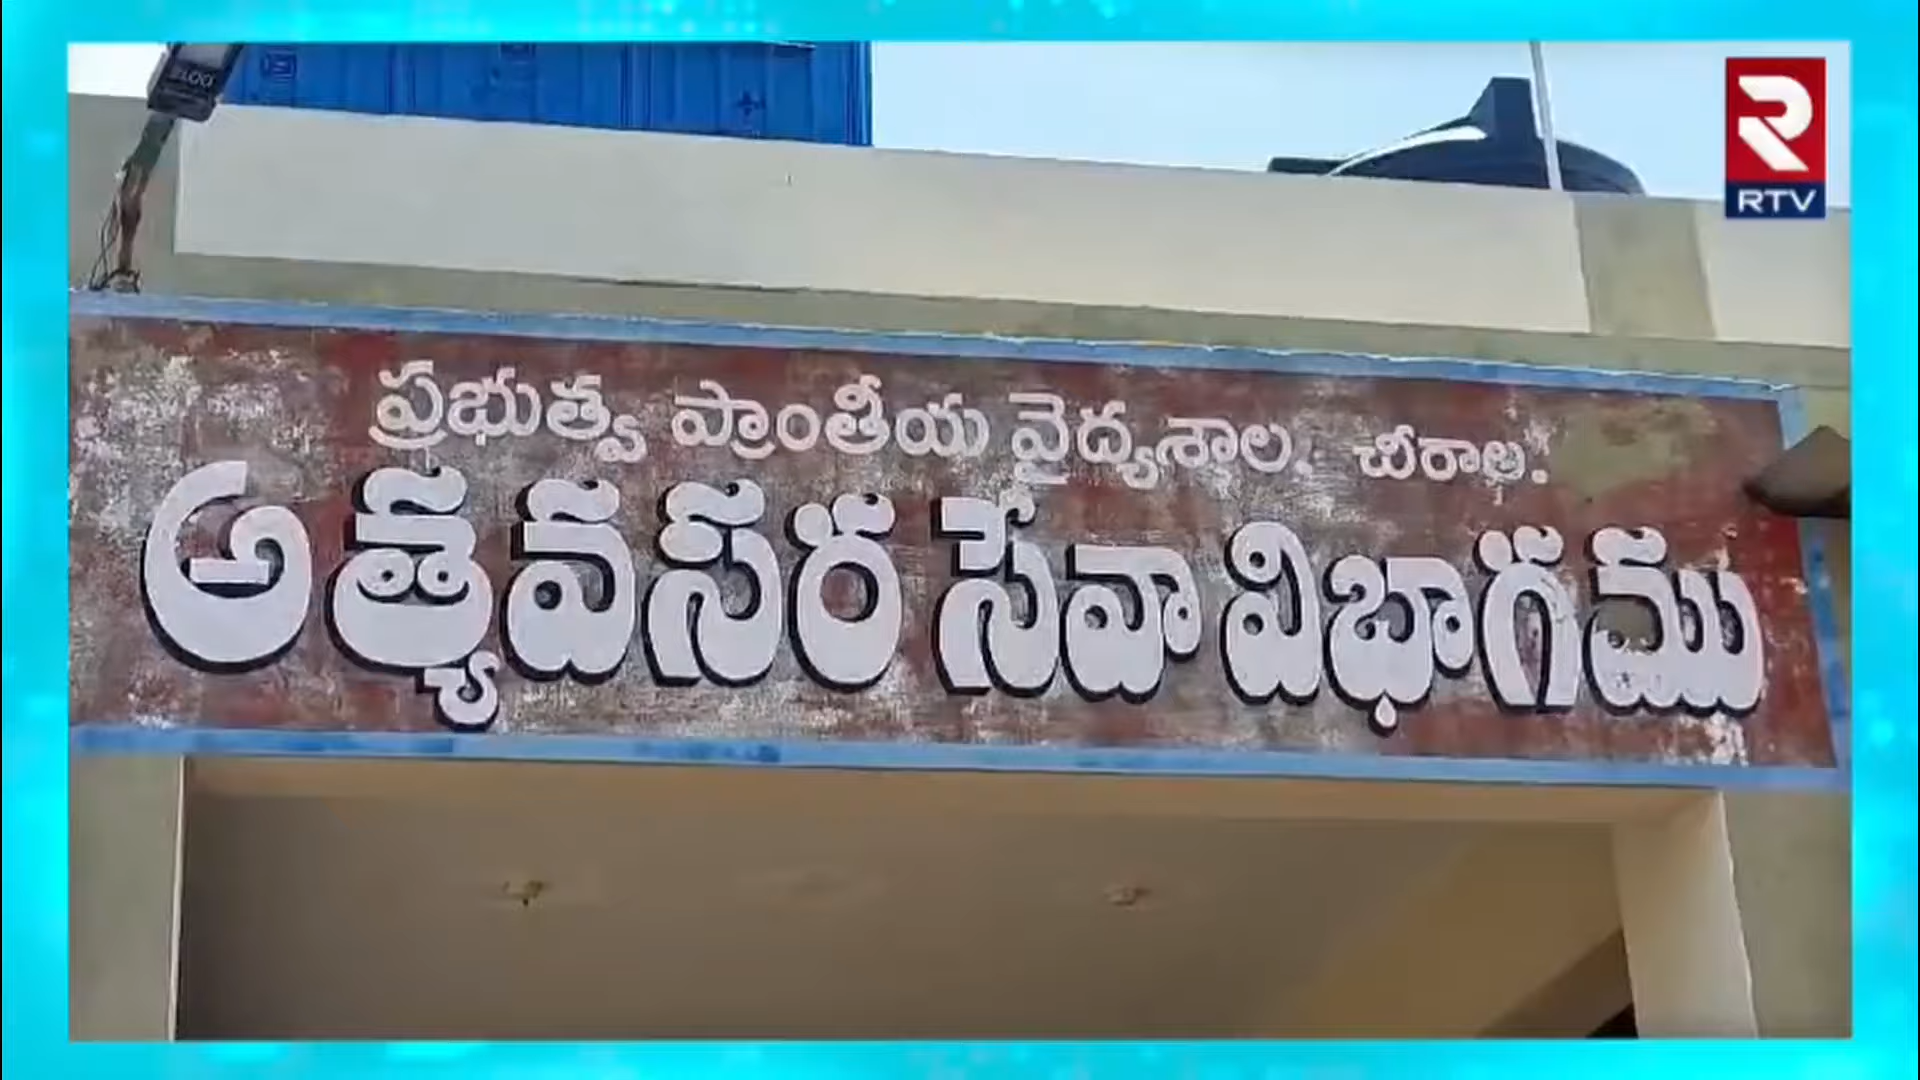 RTV
ప్రభుత్వ ప్రాంతీయ వైద్యశాల. చీరాల.
అత్యవసర సేవా విభాగము